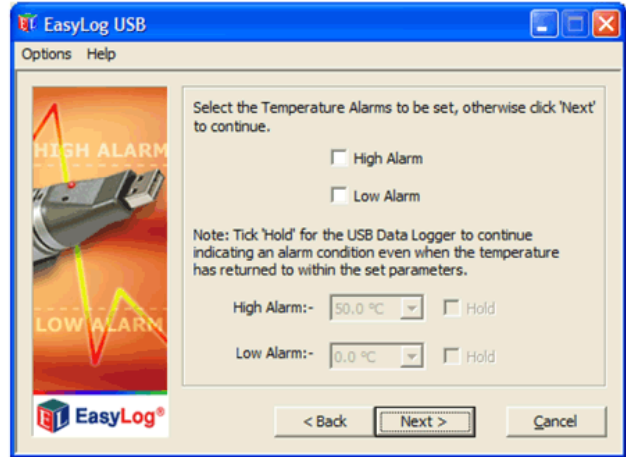 EasyLog USB
Options Help
HIGH ALARM
LOW ALARM
EL EasyLog®
Select the Temperature Alarms to be set, otherwise click 'Next'
to continue.
High Alarm
Low Alarm
Note: Tick 'Hold' for the USB Data Logger to continue
indicating an alarm condition even when the temperature
has returned to within the set parameters.
High Alarm:- 50.0 ºC Hold
Low Alarm:- 0.0 ºC Hold
< Back Next > Cancel